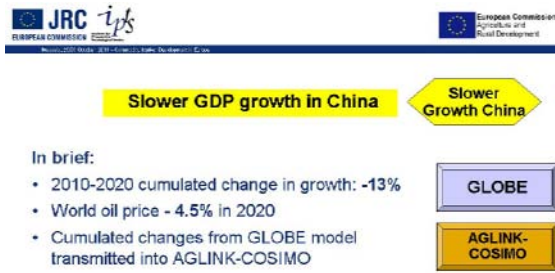 JRC ipts
EUROPEAN COMMISSION
European Commission
Agriculture and
Rural Development
Slower GDP growth in China
Slower
Growth China
In brief:
• 2010-2020 cumulated change in growth: -13%
• World oil price - 4.5% in 2020
• Cumulated changes from GLOBE model
transmitted into AGLINK-COSIMO
GLOBE
AGLINK-
COSIMO